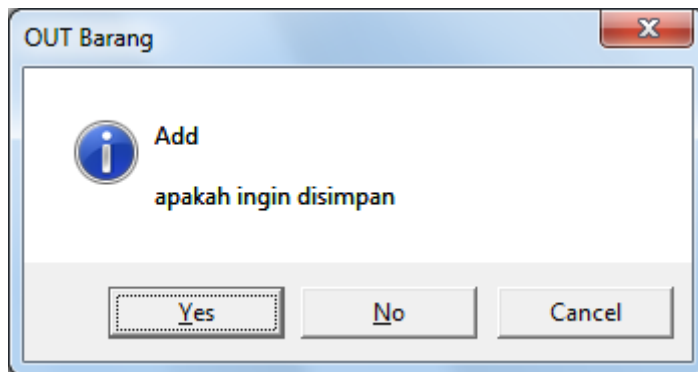 OUT Barang
Add
apakah ingin disimpan
Yes
No
Cancel